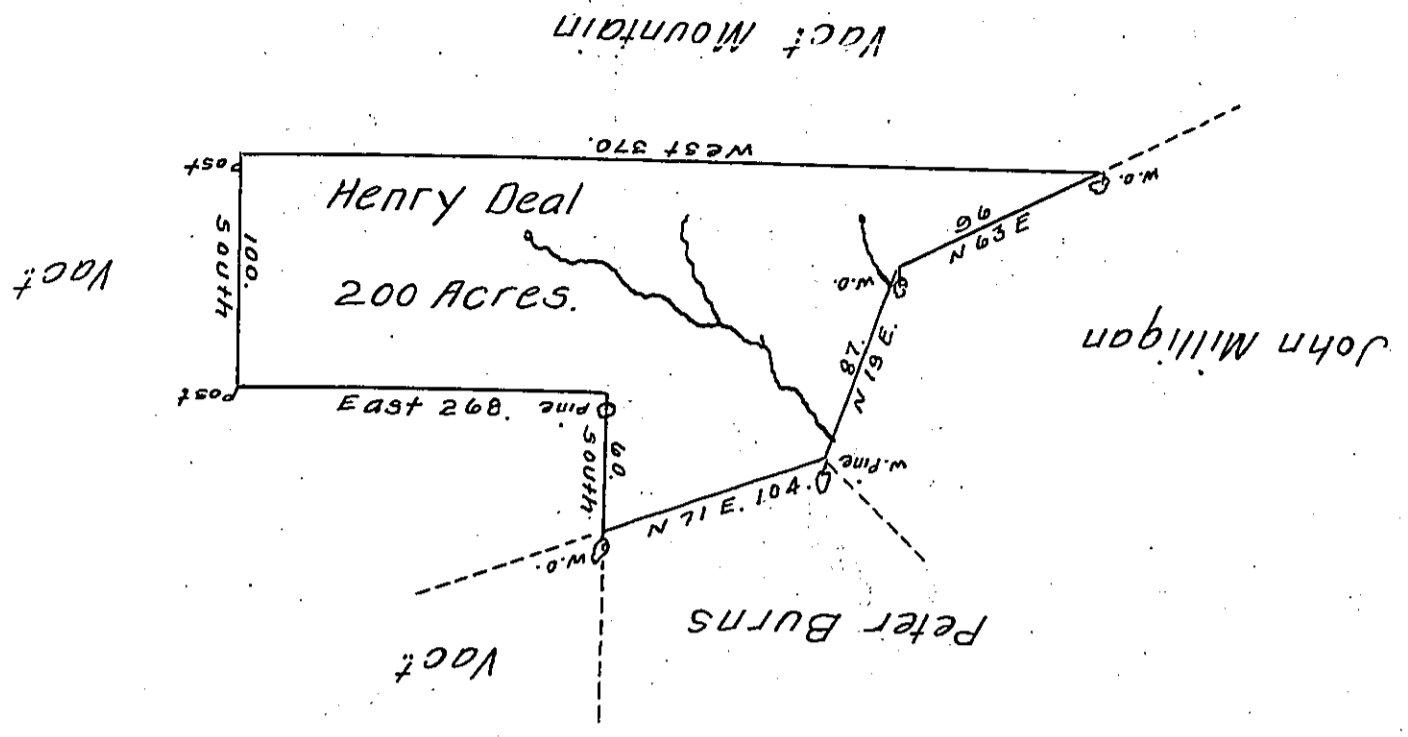 Vact. Mountain
West 370.
Post
W.O.
Henry Deal
96
N 63 E
100.
South
Vact.
200 Acres.
W.O.
87.
N 19 E.
John Milligan
Post
East 268.
Pine
60.
South
W. Pine
N 71 E. 104.
W.O.
Peter Burns
Vact.